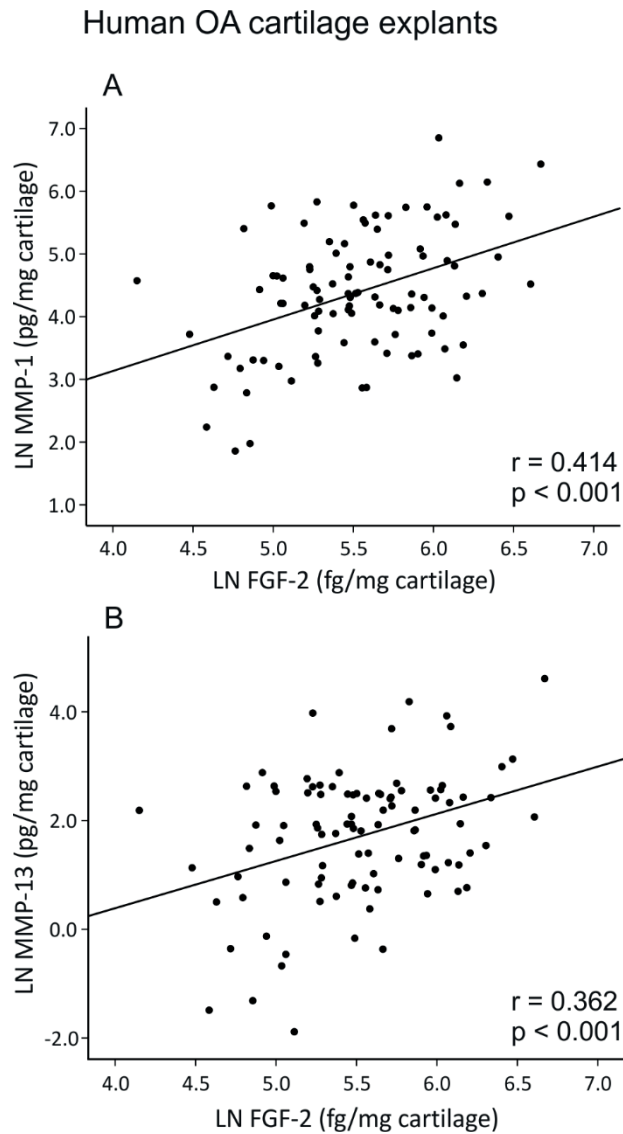 Human OA cartilage explants
A
LN MMP-1 (pg/mg cartilage)
7.0
6.0
5.0
4.0
3.0
2.0
1.0
r = 0.414
p < 0.001
4.0 4.5 5.0 5.5 6.0 6.5 7.0
LN FGF-2 (fg/mg cartilage)
B
LN MMP-13 (pg/mg cartilage)
4.0
2.0
0.0
-2.0
r = 0.362
p < 0.001
4.0 4.5 5.0 5.5 6.0 6.5 7.0
LN FGF-2 (fg/mg cartilage)